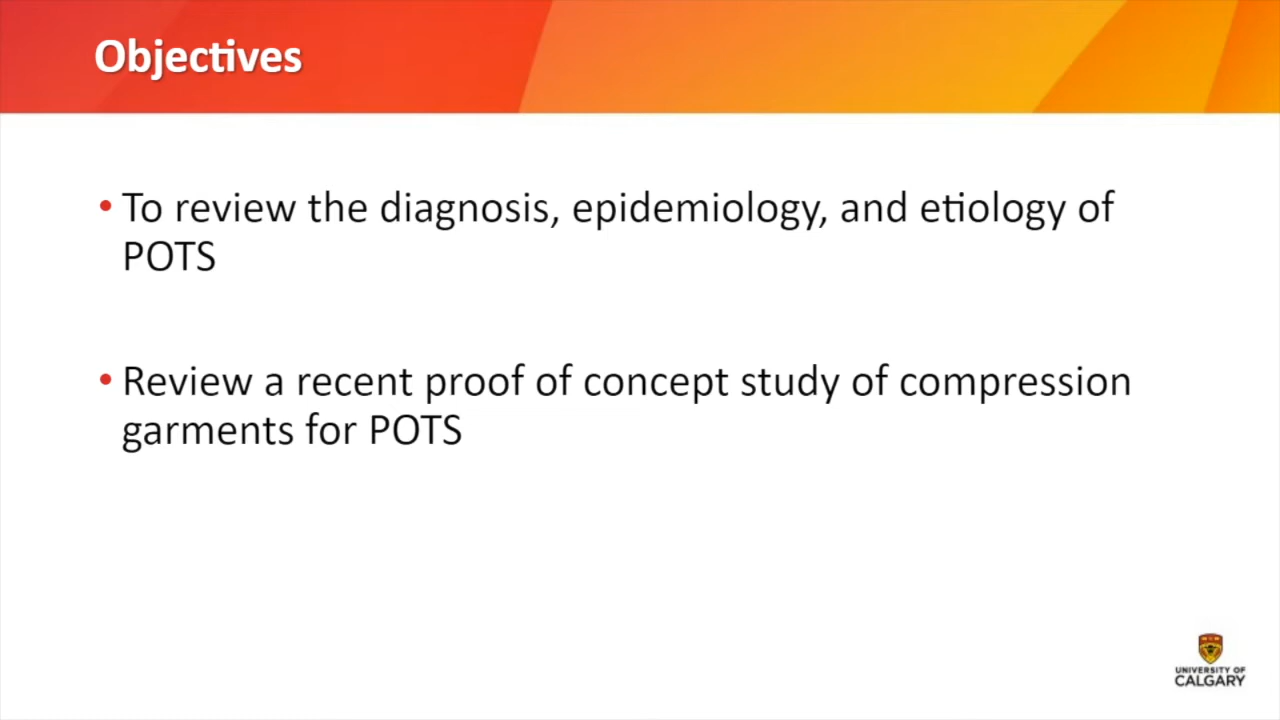 Objectives
• To review the diagnosis, epidemiology, and etiology of
POTS
• Review a recent proof of concept study of compression
garments for POTS
UNIVERSITY OF
CALGARY